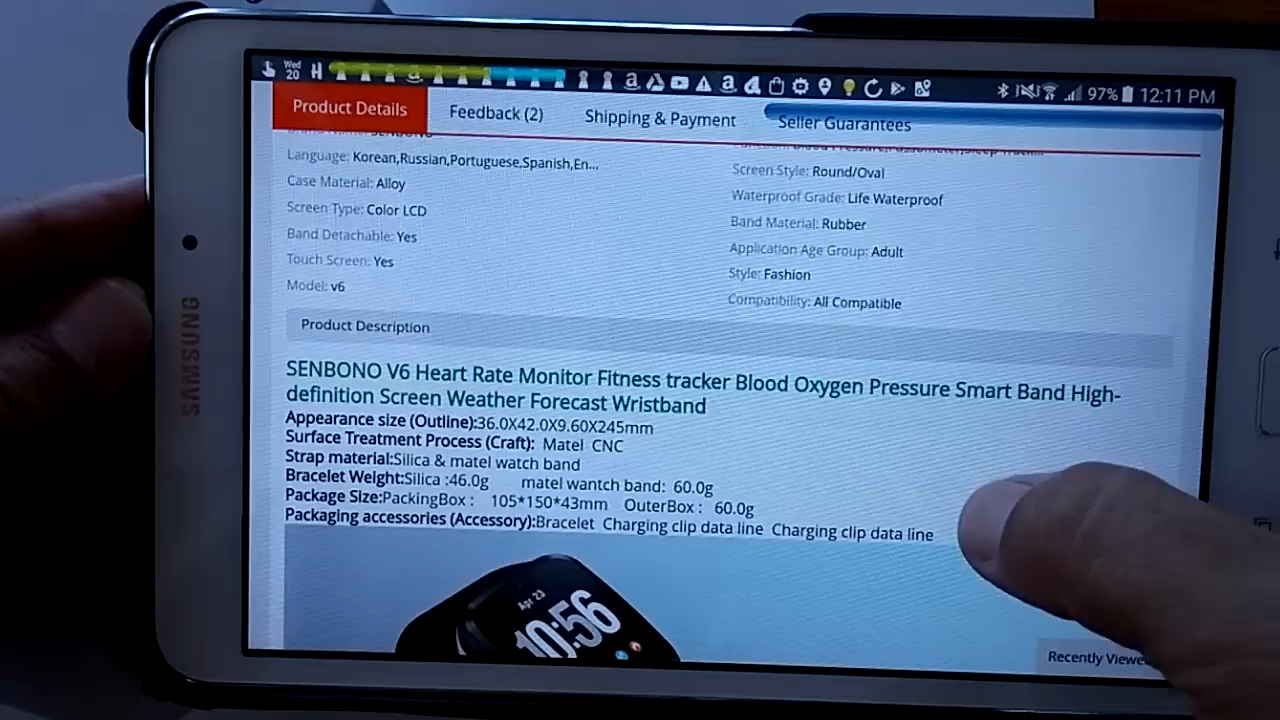 Wed
20
97% 12:11 PM
Product Details Feedback (2) Shipping & Payment Seller Guarantees
Language: Korean,Russian,Portuguese,Spanish,En...
Case Material: Alloy
Screen Type: Color LCD
Band Detachable: Yes
Touch Screen: Yes
Model: v6
Screen Style: Round/Oval
Waterproof Grade: Life Waterproof
Band Material: Rubber
Application Age Group: Adult
Style: Fashion
Compatibility: All Compatible
Product Description
SENBONO V6 Heart Rate Monitor Fitness tracker Blood Oxygen Pressure Smart Band High-
definition Screen Weather Forecast Wristband
Appearance size (Outline):36.0X42.0X9.60X245mm
Surface Treatment Process (Craft): Matel CNC
Strap material:Silica & matel watch band
Bracelet Weight:Silica :46.0g matel wantch band: 60.0g
Package Size:PackingBox : 105*150*43mm OuterBox : 60.0g
Packaging accessories (Accessory):Bracelet Charging clip data line Charging clip data line
Apr 23
10:56
Recently Viewe
SAMSUNG